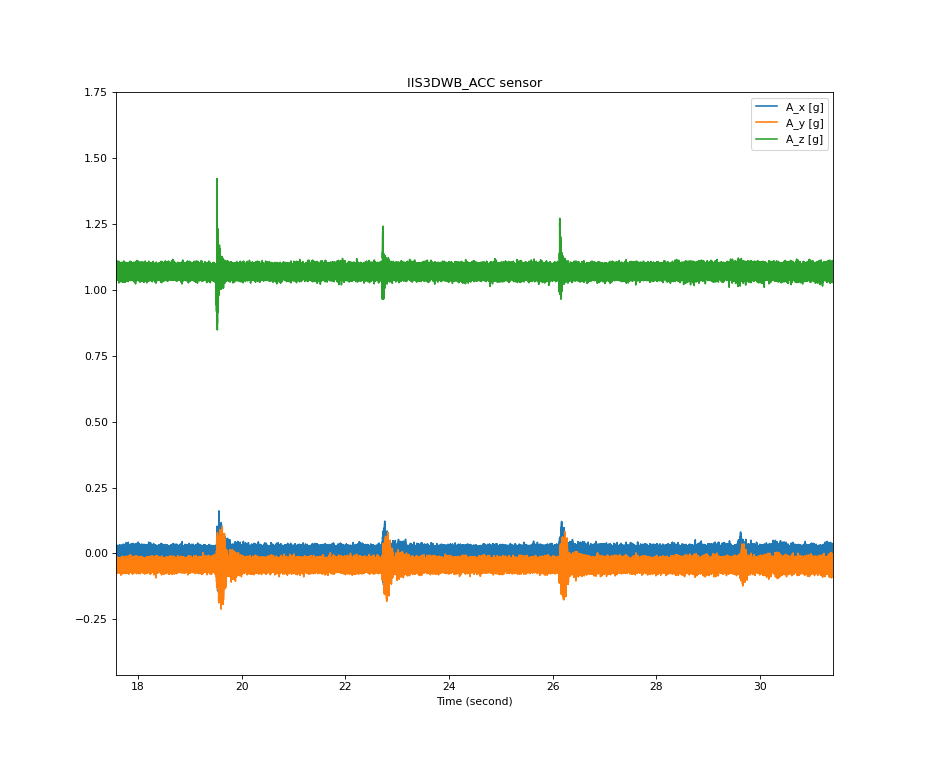 IIS3DWB_ACC sensor
A_x [g]
A_y [g]
A_z [g]
1.75
1.50
1.25
1.00
0.75
0.50
0.25
0.00
−0.25
18 20 22 24 26 28 30
Time (second)